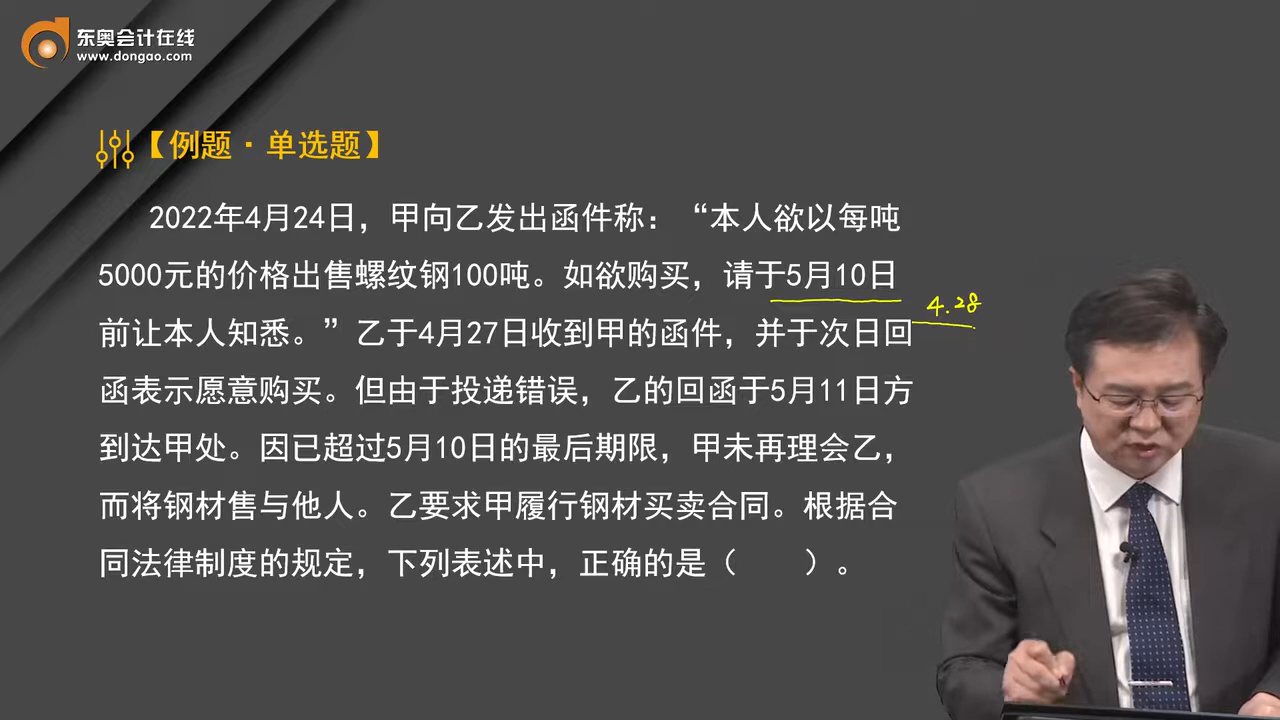 东奥会计在线
www.dongao.com
【例题·单选题】
2022年4月24日，甲向乙发出函件称：“本人欲以每吨
5000元的价格出售螺纹钢100吨。如欲购买，请于5月10日
4.28
前让本人知悉。”乙于4月27日收到甲的函件，并于次日回
函表示愿意购买。但由于投递错误，乙的回函于5月11日方
到达甲处。因已超过5月10日的最后期限，甲未再理会乙，
而将钢材售与他人。乙要求甲履行钢材买卖合同。根据合
同法律制度的规定，下列表述中，正确的是（　　）。